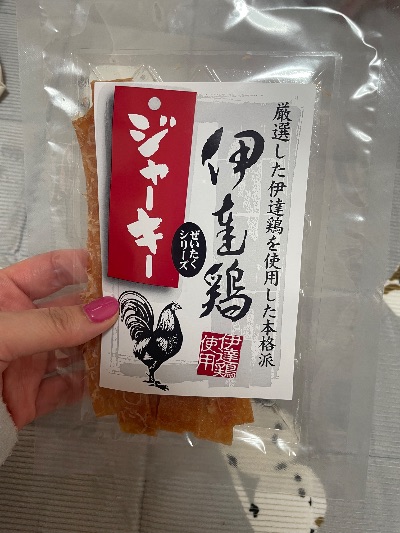 厳選した伊達鶏を使用した本格派
伊達鶏
ぜいたく
シリーズ
ジャーキー
伊達鶏
使用